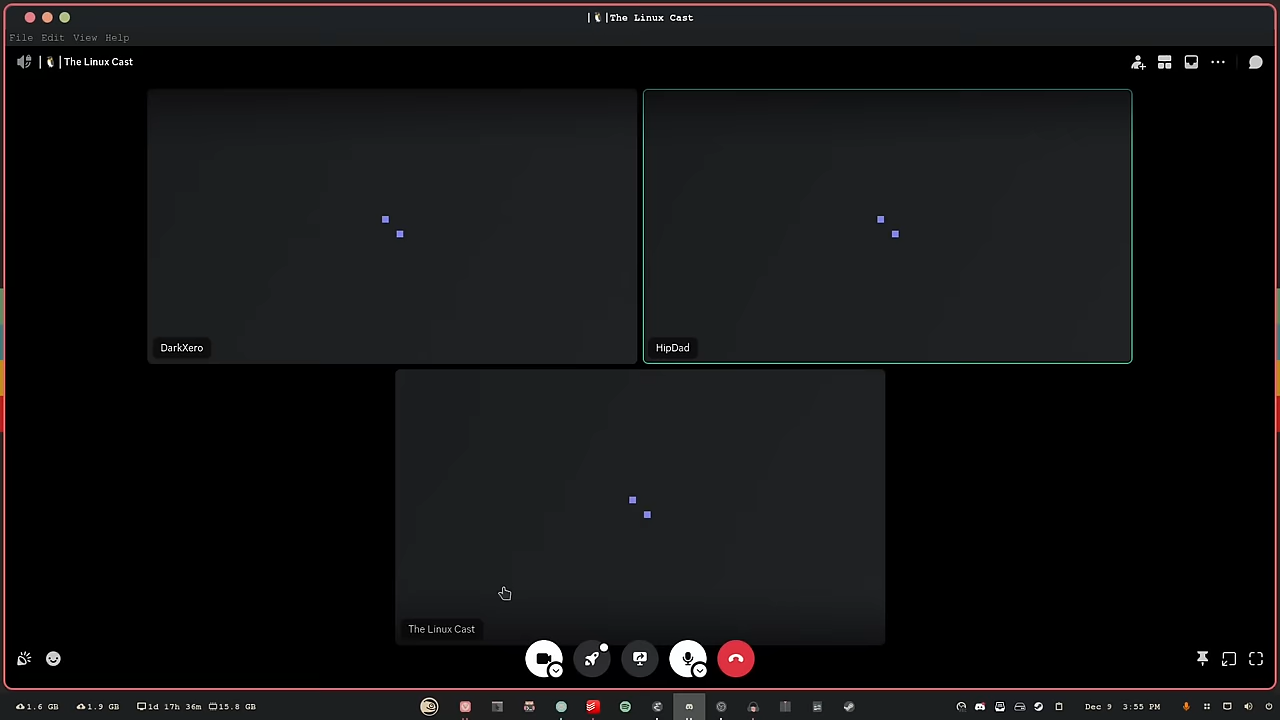 | |The Linux Cast
File Edit View Help
| |The Linux Cast
DarkXero
HipDad
The Linux Cast
1.6 GB 1.9 GB 1d 17h 36m 15.8 GB
Dec 9 3:55 PM